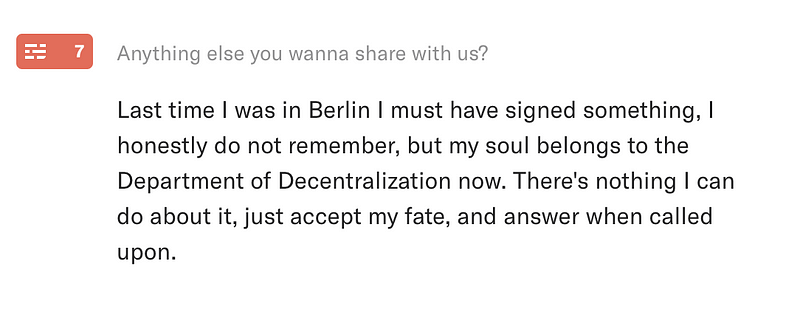 7
Anything else you wanna share with us?
Last time I was in Berlin I must have signed something, I
honestly do not remember, but my soul belongs to the
Department of Decentralization now. There's nothing I can
do about it, just accept my fate, and answer when called
upon.